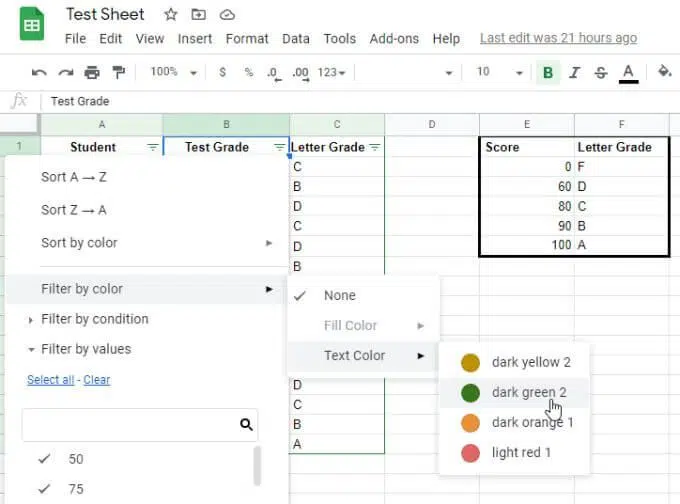 Test Sheet
File Edit View Insert Format Data Tools Add-ons Help Last edit was 21 hours ago
100% $ % .0 .00 123 10 B I S A
fx Test Grade
A B C D E F
1 Student Test Grade Letter Grade Score Letter Grade
Sort A → Z C 0 F
B 60 D
Sort Z → A D 80 C
C 90 B
Sort by color D 100 A
B
Filter by color None
Filter by condition Fill Color
Filter by values Text Color dark yellow 2
Select all - Clear D dark green 2
C
B dark orange 1
A
50 light red 1
75